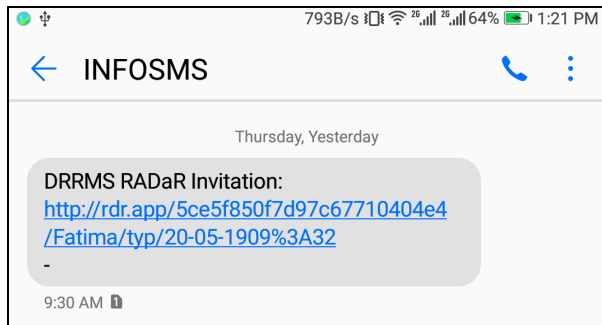 793B/s 26 26 64% 1:21 PM
INFOSMS
Thursday, Yesterday
DRRMS RADaR Invitation:
http://rdr.app/5ce5f850f7d97c67710404e4
/Fatima/typ/20-05-1909%3A32
-
9:30 AM 1